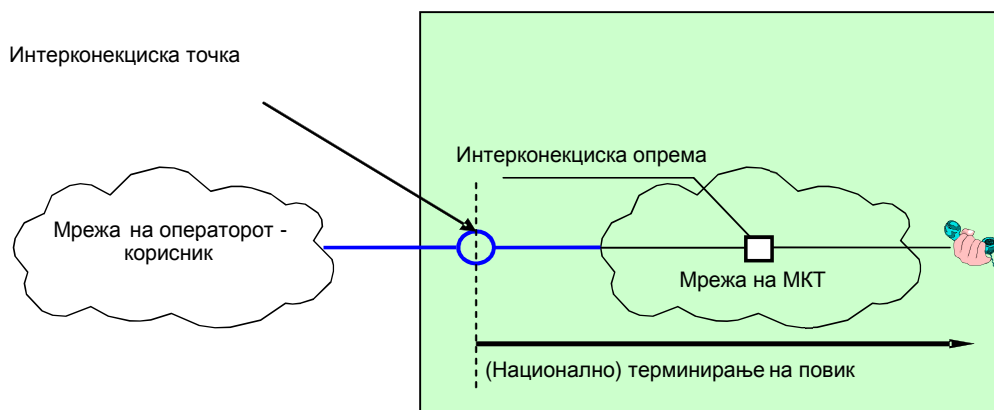 Интерконекциска точка
Интерконекциска опрема
Мрежа на операторот -
корисник
Мрежа на МКТ
(Национално) терминирање на повик